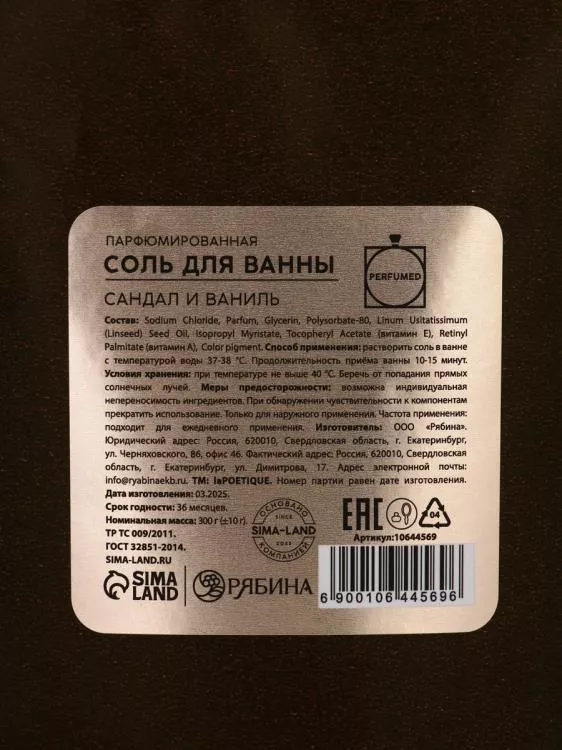 ПАРФЮМИРОВАННАЯ
СОЛЬ ДЛЯ ВАННЫ
САНДАЛ И ВАНИЛЬ
PERFUMED
Состав: Sodium Chloride, Parfum, Glycerin, Polysorbate-80, Linum Usitatissimum
(Linseed) Seed Oil, Isopropyl Myristate, Tocopheryl Acetate (витамин Е), Retinyl
Palmitate (витамин А), Color pigment. Способ применения: растворить соль в ванне
с температурой воды 37-38 °С. Продолжительность приёма ванны 10-15 минут.
Условия хранения: при температуре не выше 40 °С. Беречь от попадания прямых
солнечных лучей. Меры предосторожности: возможна индивидуальная
непереносимость ингредиентов. При обнаружении чувствительности к компонентам
прекратить использование. Только для наружного применения. Частота применения:
подходит для ежедневного применения. Изготовитель: ООО «Рябина».
Юридический адрес: Россия, 620010, Свердловская область, г. Екатеринбург,
ул. Черняховского, 86, офис 46. Фактический адрес: Россия, 620010, Свердловская
область, г. Екатеринбург, ул. Димитрова, 17. Адрес электронной почты:
info@ryabinaekb.ru. ТМ: laPOETIQUE. Номер партии равен дате изготовления.
Дата изготовления: 03.2025.
Срок годности: 36 месяцев.
Номинальная масса: 300 г (±10 г).
ТР ТС 009/2011.
ГОСТ 32851-2014.
SIMA-LAND.RU
ОСНОВАНО
SINCE
SIMA-LAND
КОМПАНИЕЙ
EAC
04
Артикул:10644569
SIMA
LAND
РЯБИНА
6 900106 445696